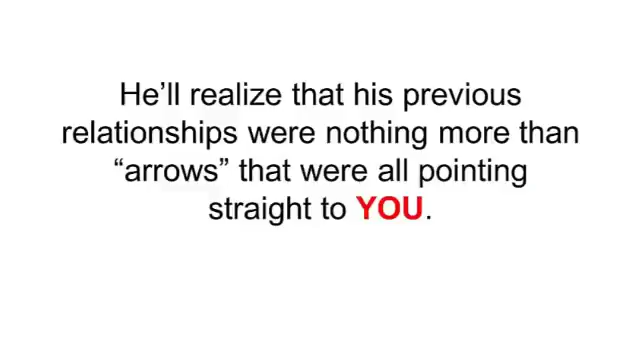 He’ll realize that his previous
relationships were nothing more than
“arrows” that were all pointing
straight to YOU.